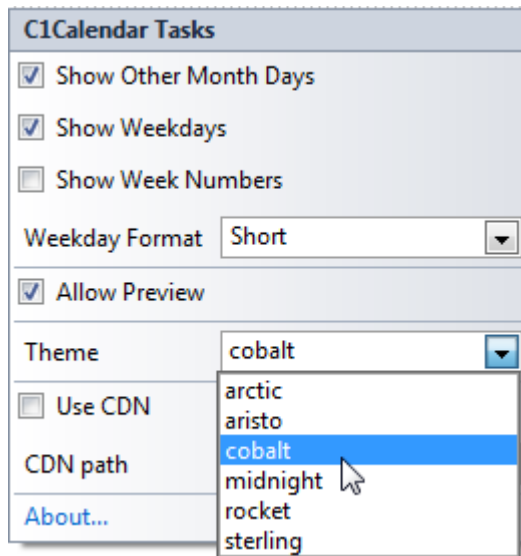 C1Calendar Tasks
Show Other Month Days
Show Weekdays
Show Week Numbers
Weekday Format Short
Allow Preview
Theme cobalt
arctic
Use CDN
aristo
cobalt
CDN path
midnight
rocket
About...
sterling